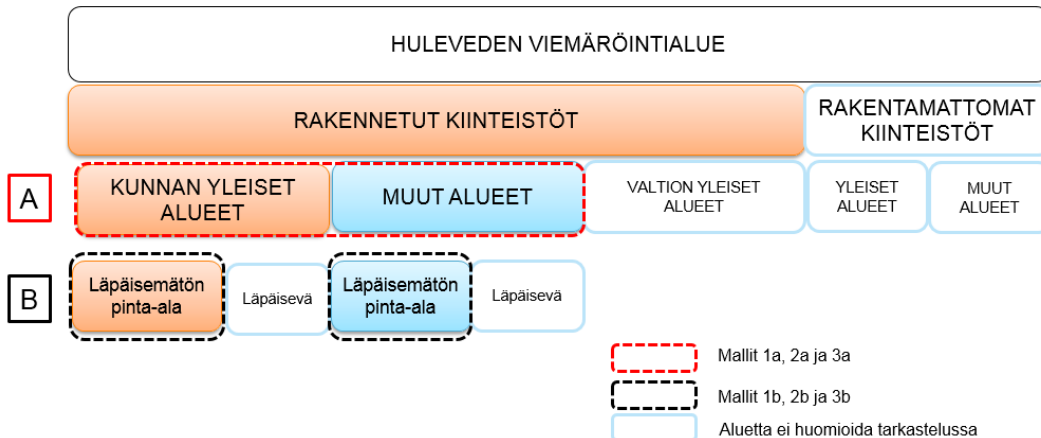 HULEVEDEN VIEMÄRÖINTIALUE
RAKENNETUT KIINTEISTÖT
RAKENTAMATTOMAT
KIINTEISTÖT
A
KUNNAN YLEISET
ALUEET
MUUT ALUEET
VALTION YLEISET
ALUEET
YLEISET
ALUEET
MUUT
ALUEET
B
Läpäisemätön
pinta-ala
Läpäisevä
Läpäisemätön
pinta-ala
Läpäisevä
Mallit 1a, 2a ja 3a
Mallit 1b, 2b ja 3b
Aluetta ei huomioida tarkastelussa